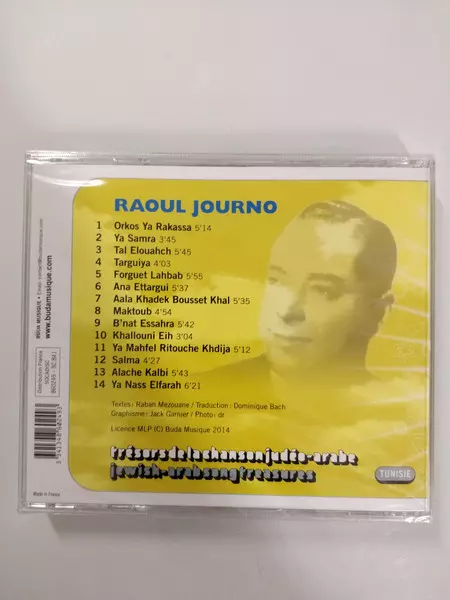 RAOUL JOURNO
1 Orkos Ya Rakassa 5'14
2 Ya Samra 3'45
3 Tal Elouahch 5'45
4 Targuiya 4'03
5 Forguet Lahbab 5'55
6 Ana Ettargui 5'37
7 Aala Khadek Bousset Khal 5'35
8 Maktoub 4'54
9 B'nat Essahra 5'42
10 Khallouni Eih 3'04
11 Ya Mahfel Ritouche Khdija 5'12
12 Salma 4'27
13 Alache Kalbi 5'43
14 Ya Nass Elfarah 6'21
Textes : Raban Mezouane / Traduction : Dominique Bach
Graphisme : Jack Garnier / Photo : dr
Licence MLP (C) Buda Musique 2014
trésorsdelachansonjudéo-arabe
jewish-arabsongtreasures
TUNISIE
www.budamusique.com
Made in France